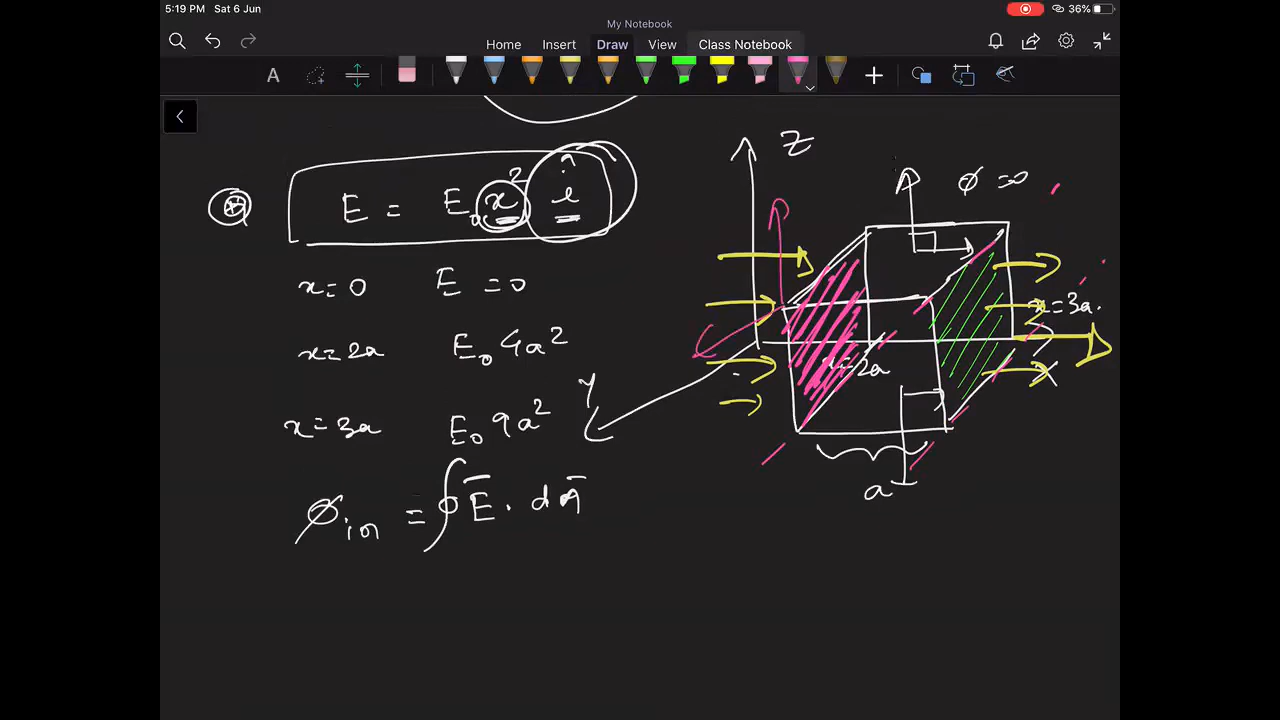 5:19 PM Sat 6 Jun
36%
My Notebook
Home Insert Draw View Class Notebook
A
E = E₀ x² î
x=0 E =0
x=2a E₀ 4a²
x=3a E₀ 9a²
ϕin = ∮ E̅ . dA̅
Z
ϕ =0
x=3a
x=2a
Y
a